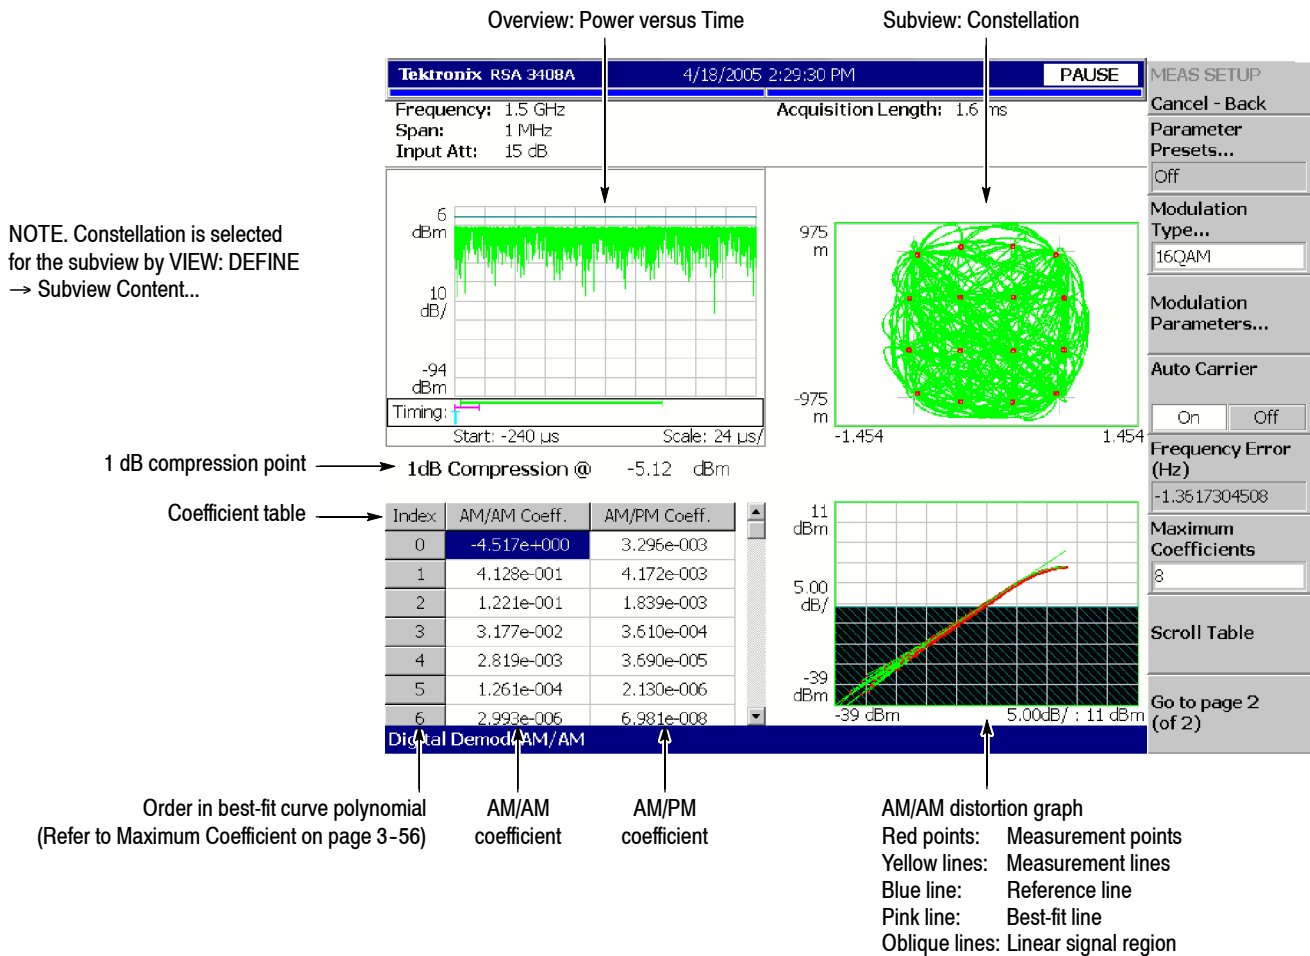 Overview: Power versus Time
Subview: Constellation
Tektronix RSA 3408A
4/18/2005 2:29:30 PM
PAUSE
MEAS SETUP
Cancel - Back
Frequency: 1.5 GHz
Acquisition Length: 1.6 ms
Span: 1 MHz
Input Att: 15 dB
Parameter
Presets...
Off
Modulation
Type...
16QAM
Modulation
Parameters...
Auto Carrier
On Off
Frequency Error
(Hz)
-1.3617304508
Maximum
Coefficients
8
Scroll Table
Go to page 2
(of 2)
NOTE. Constellation is selected
for the subview by VIEW: DEFINE
→ Subview Content...
6
dBm
10
dB/
-94
dBm
Timing:
Start: -240 µs Scale: 24 µs/
975
m
-975
m
-1.454 1.454
1 dB compression point
1dB Compression @ -5.12 dBm
Coefficient table
Index AM/AM Coeff. AM/PM Coeff.
0 -4.517e+000 3.296e-003
1 4.128e-001 4.172e-003
2 1.221e-001 1.839e-003
3 3.177e-002 3.610e-004
4 2.819e-003 3.690e-005
5 1.261e-004 2.130e-006
6 2.993e-006 6.981e-008
11
dBm
5.00
dB/
-39
dBm
-39 dBm 5.00dB/ : 11 dBm
Digital Demod: AM/AM
Order in best-fit curve polynomial
(Refer to Maximum Coefficient on page 3-56)
AM/AM
coefficient
AM/PM
coefficient
AM/AM distortion graph
Red points: Measurement points
Yellow lines: Measurement lines
Blue line: Reference line
Pink line: Best-fit line
Oblique lines: Linear signal region